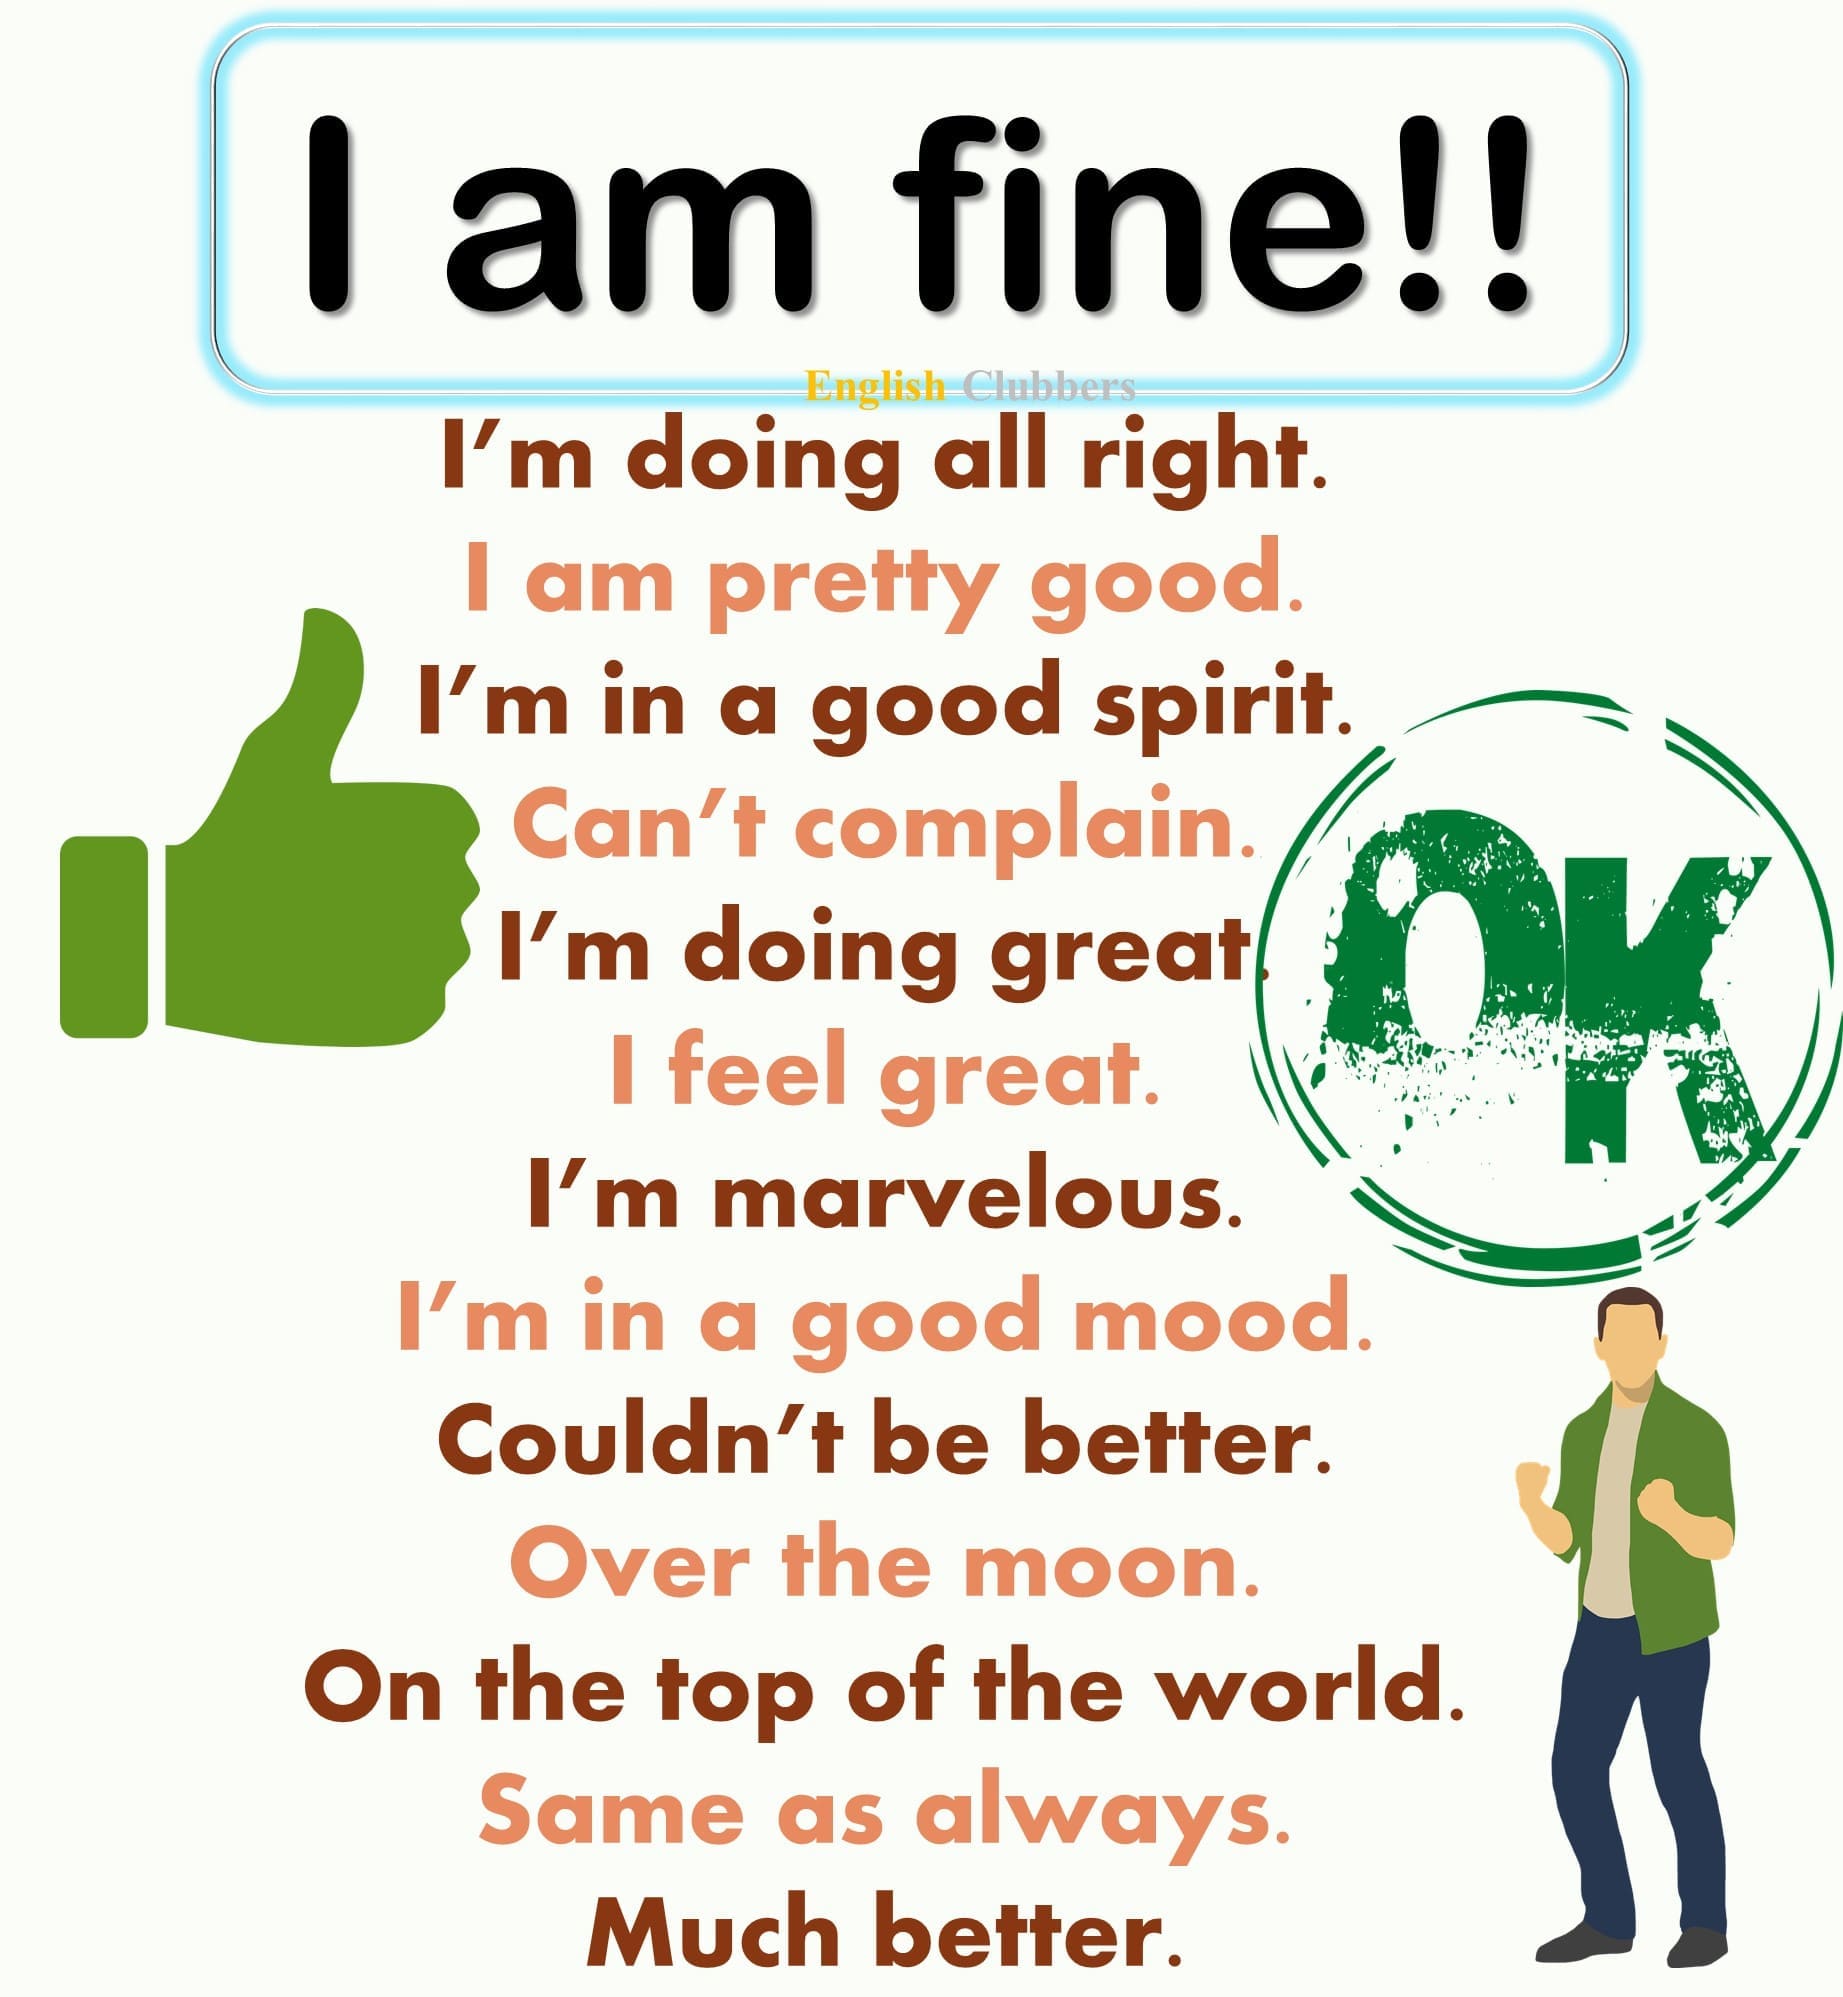 I am fine!!
English Clubbers
I'm doing all right.
I am pretty good.
I'm in a good spirit.
Can't complain.
I'm doing great.
I feel great.
I'm marvelous.
I'm in a good mood.
Couldn't be better.
Over the moon.
On the top of the world.
Same as always.
Much better.
OK